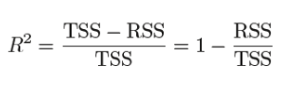 R² = (TSS − RSS) / TSS = 1 − RSS / TSS